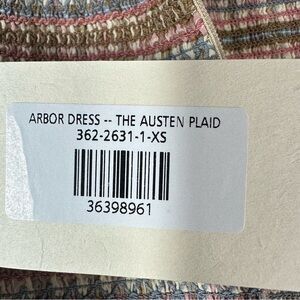 ARBOR DRESS -- THE AUSTEN PLAID
362-2631-1-XS
36398961